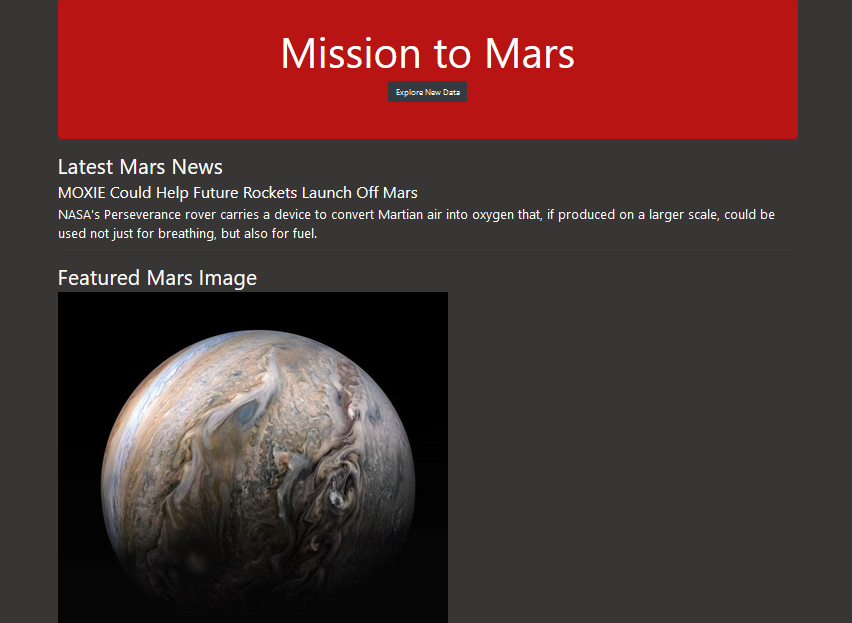 Mission to Mars
Explore New Data
Latest Mars News
MOXIE Could Help Future Rockets Launch Off Mars
NASA's Perseverance rover carries a device to convert Martian air into oxygen that, if produced on a larger scale, could be
used not just for breathing, but also for fuel.
Featured Mars Image